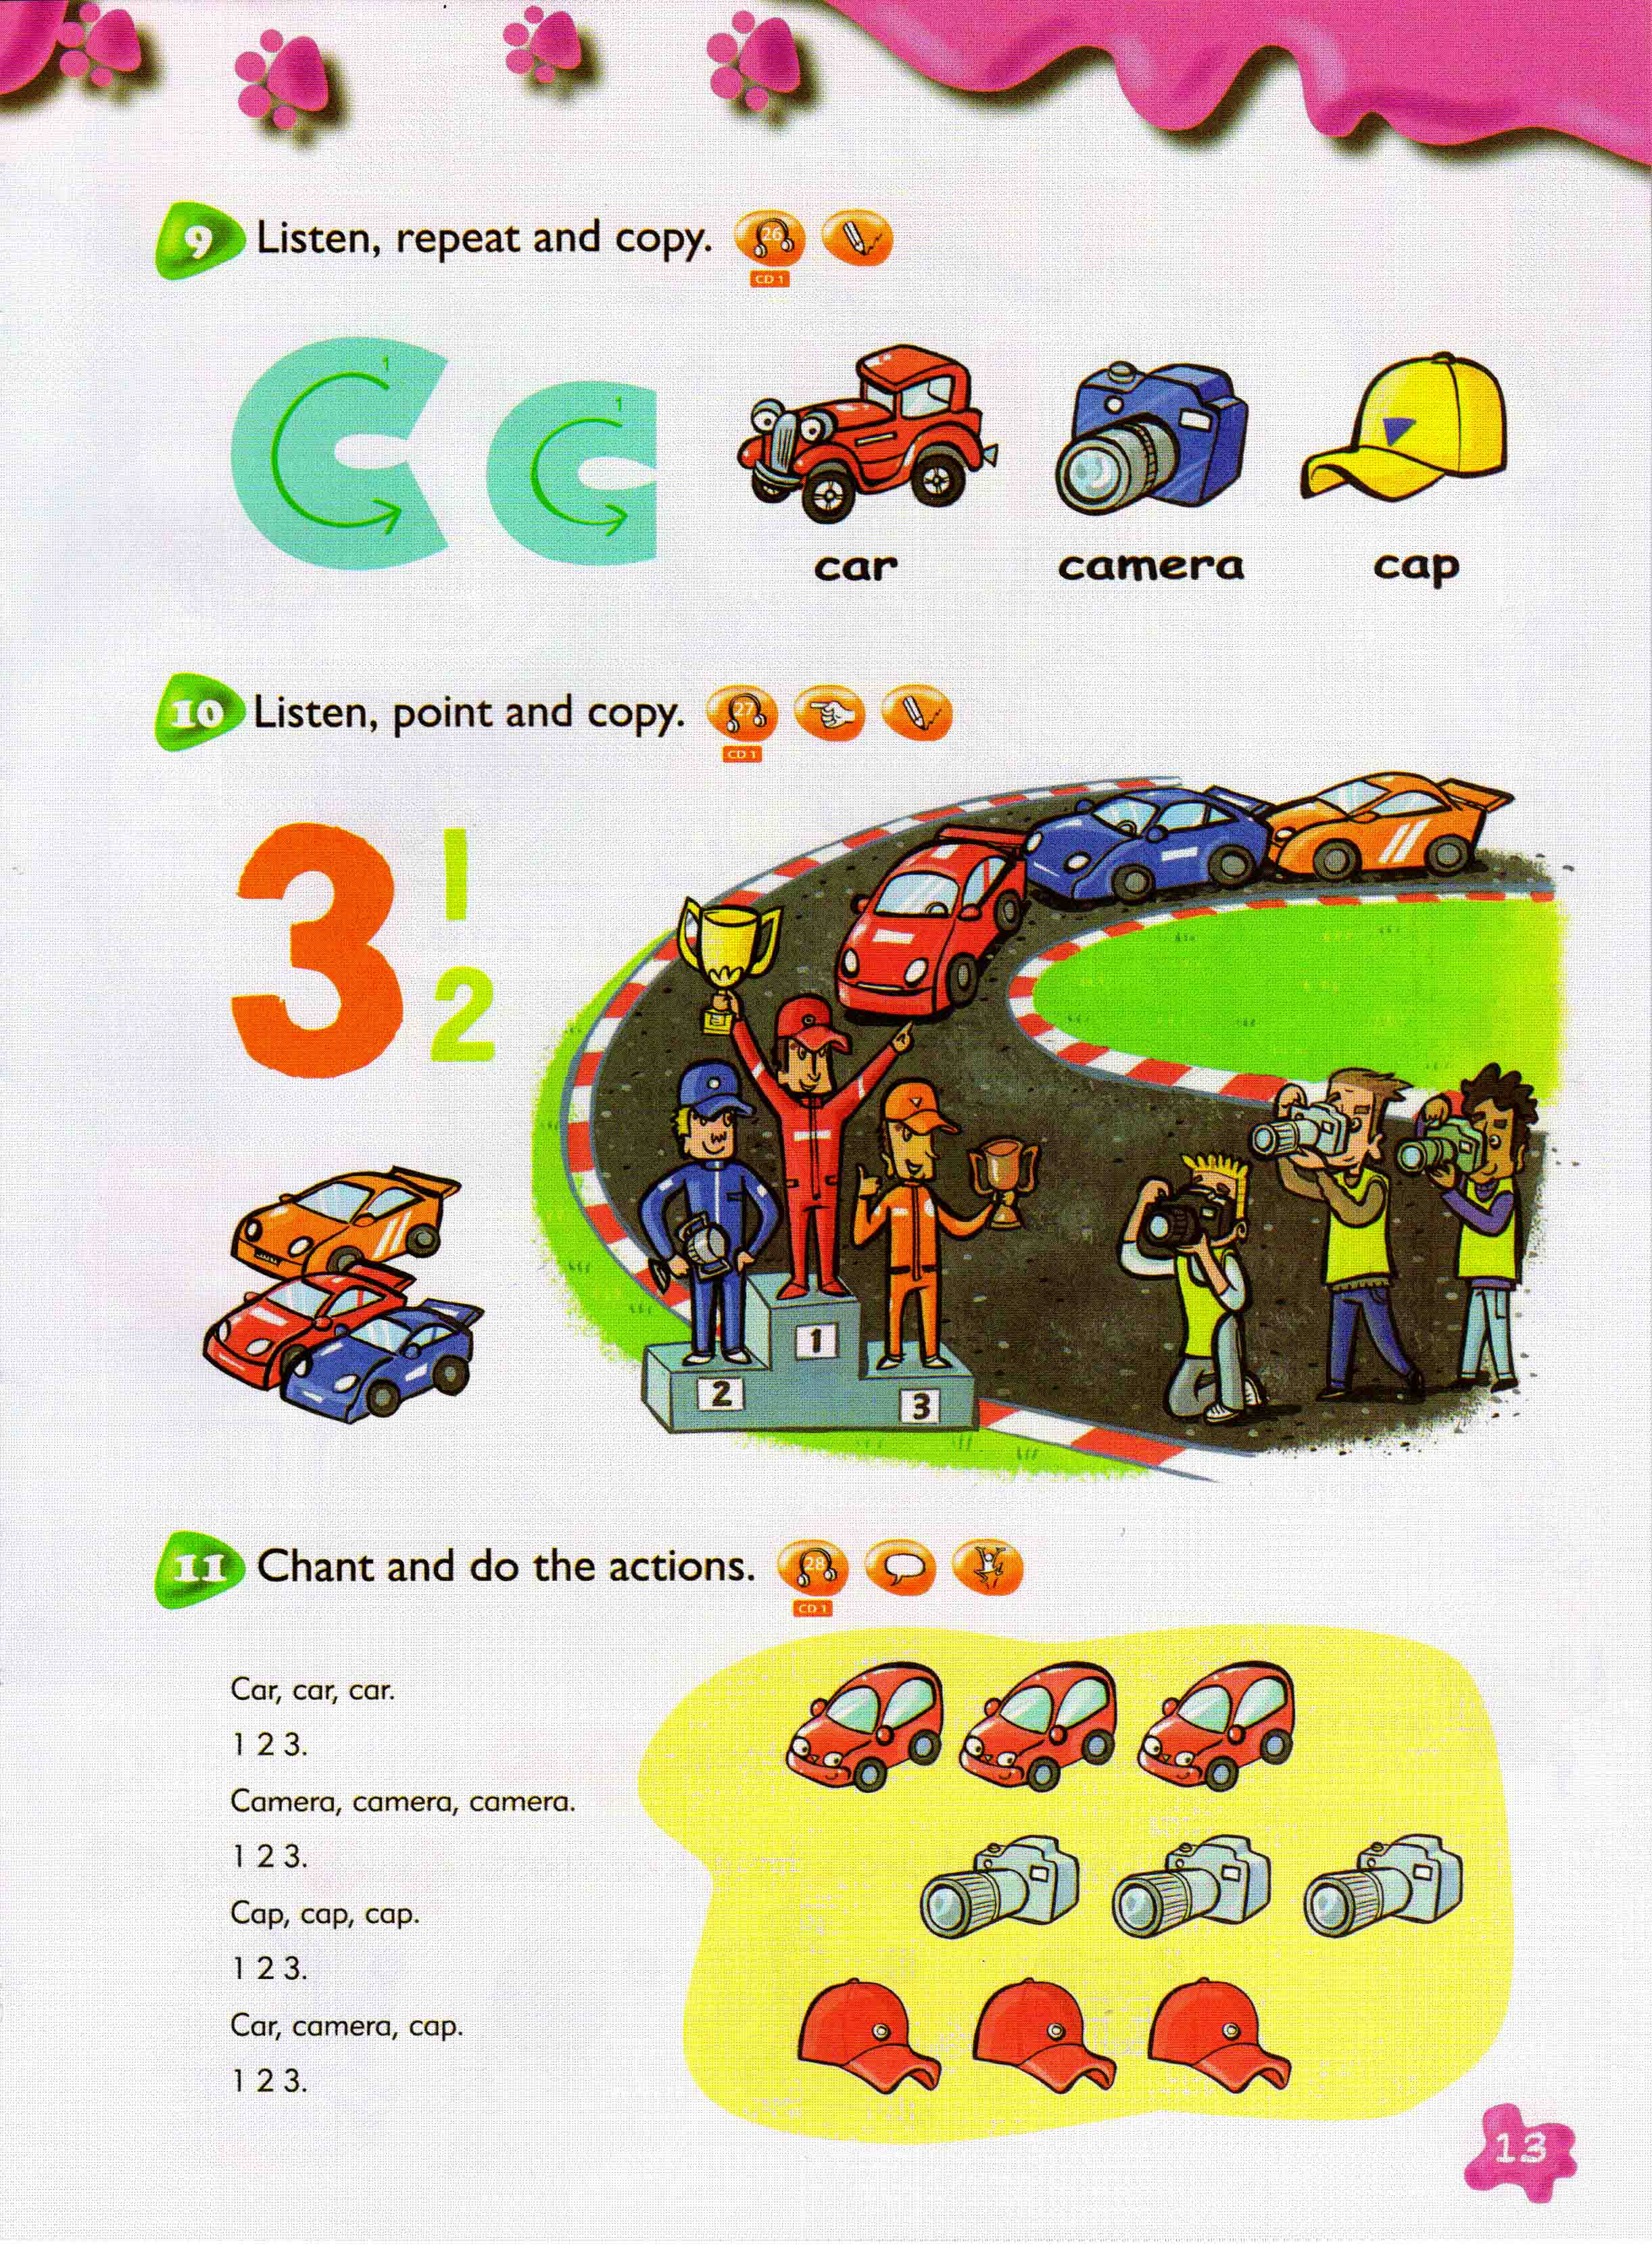 9 Listen, repeat and copy. 26
CD 1
C c
1 1
car camera cap
10 Listen, point and copy. 27
CD 1
3 1
2
1
2
3
11 Chant and do the actions. 28
CD 1
Car, car, car.
1 2 3.
Camera, camera, camera.
1 2 3.
Cap, cap, cap.
1 2 3.
Car, camera, cap.
1 2 3.
13